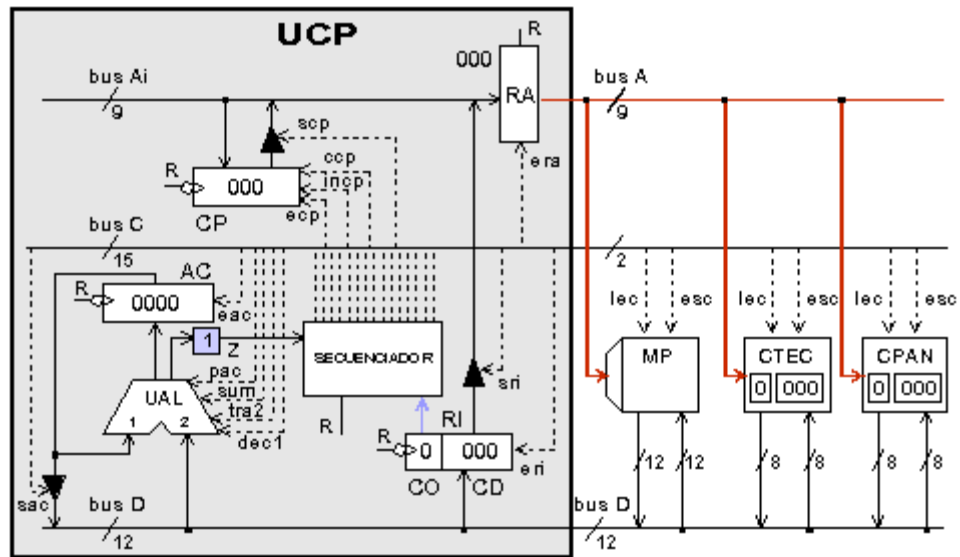 UCP
R
000
bus Ai
bus A
RA
9
9
scp
R
ccp
incp
ecp
000
era
CP
bus C
15
2
AC
R
0000
eac
lec
esc
lec
esc
lec
esc
1
Z
SECUENCIADOR
MP
CTEC
CPAN
pac
sum
tra2
dec1
UAL
1
2
sri
0
000
0
000
R
RI
R
0
000
CO
CD
eri
12
12
8
8
8
8
sac
bus D
12
bus D
12